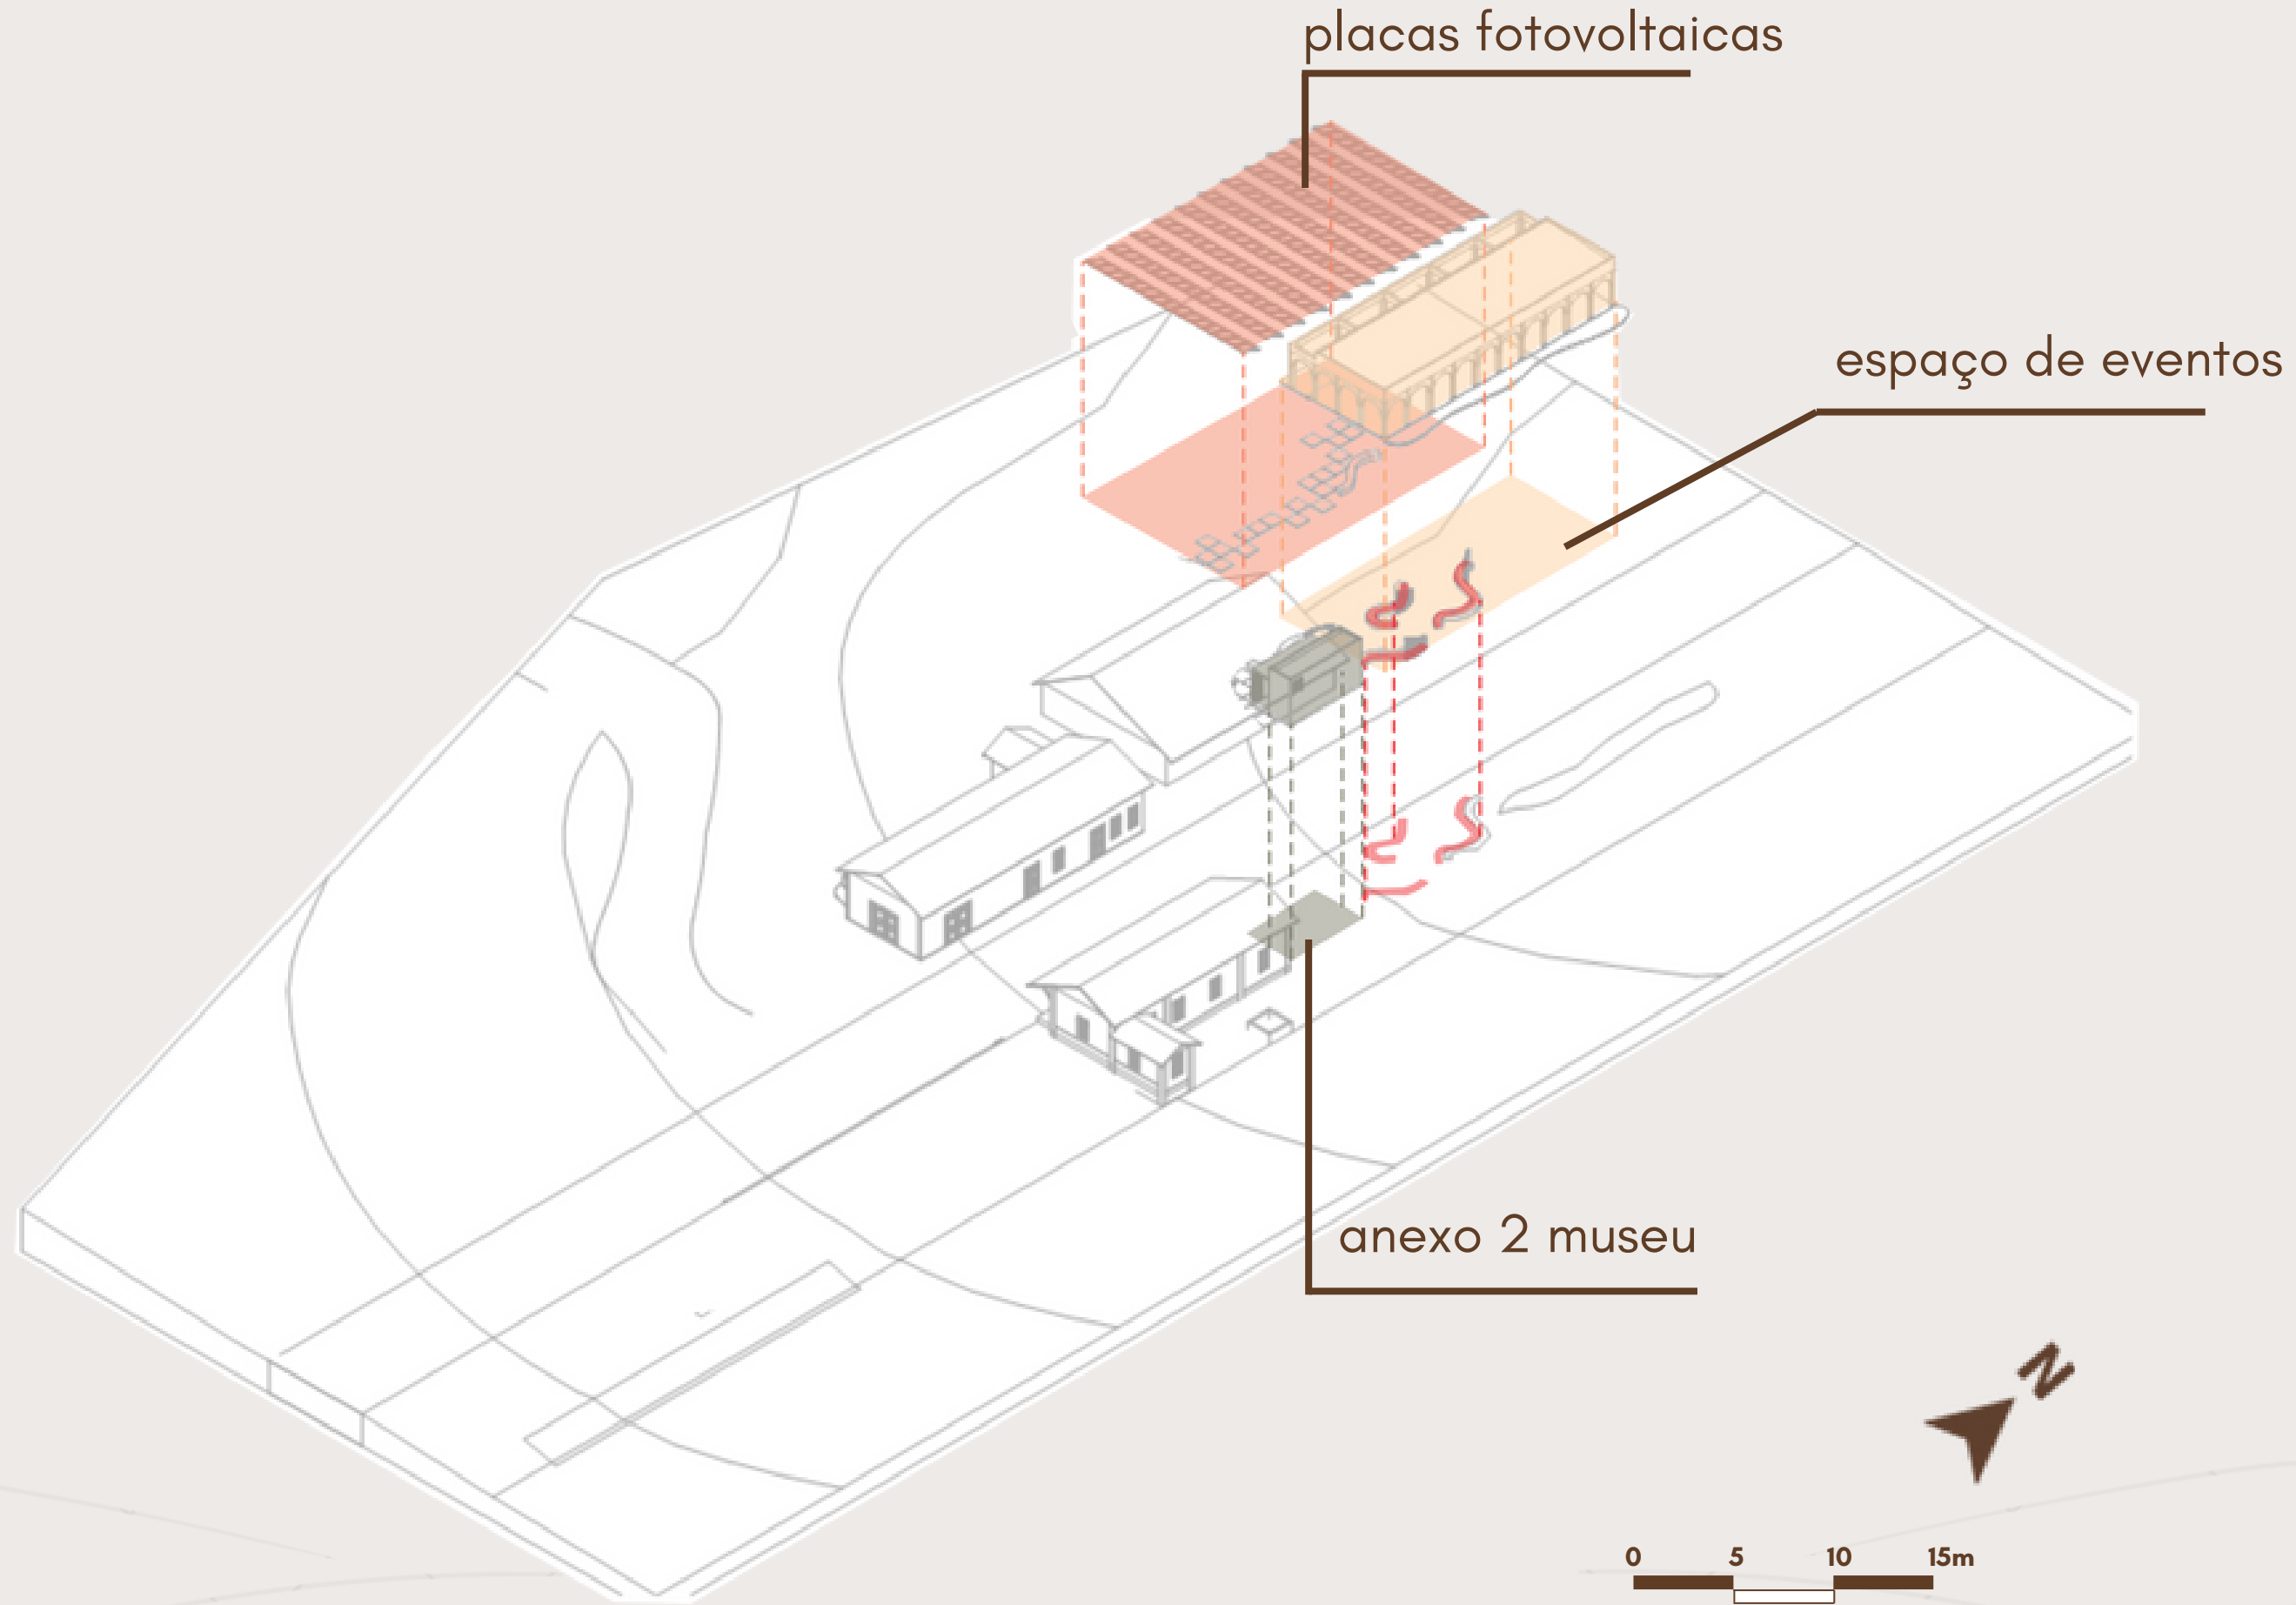 placas fotovoltaicas
espaço de eventos
anexo 2 museu
N
0 5 10 15m